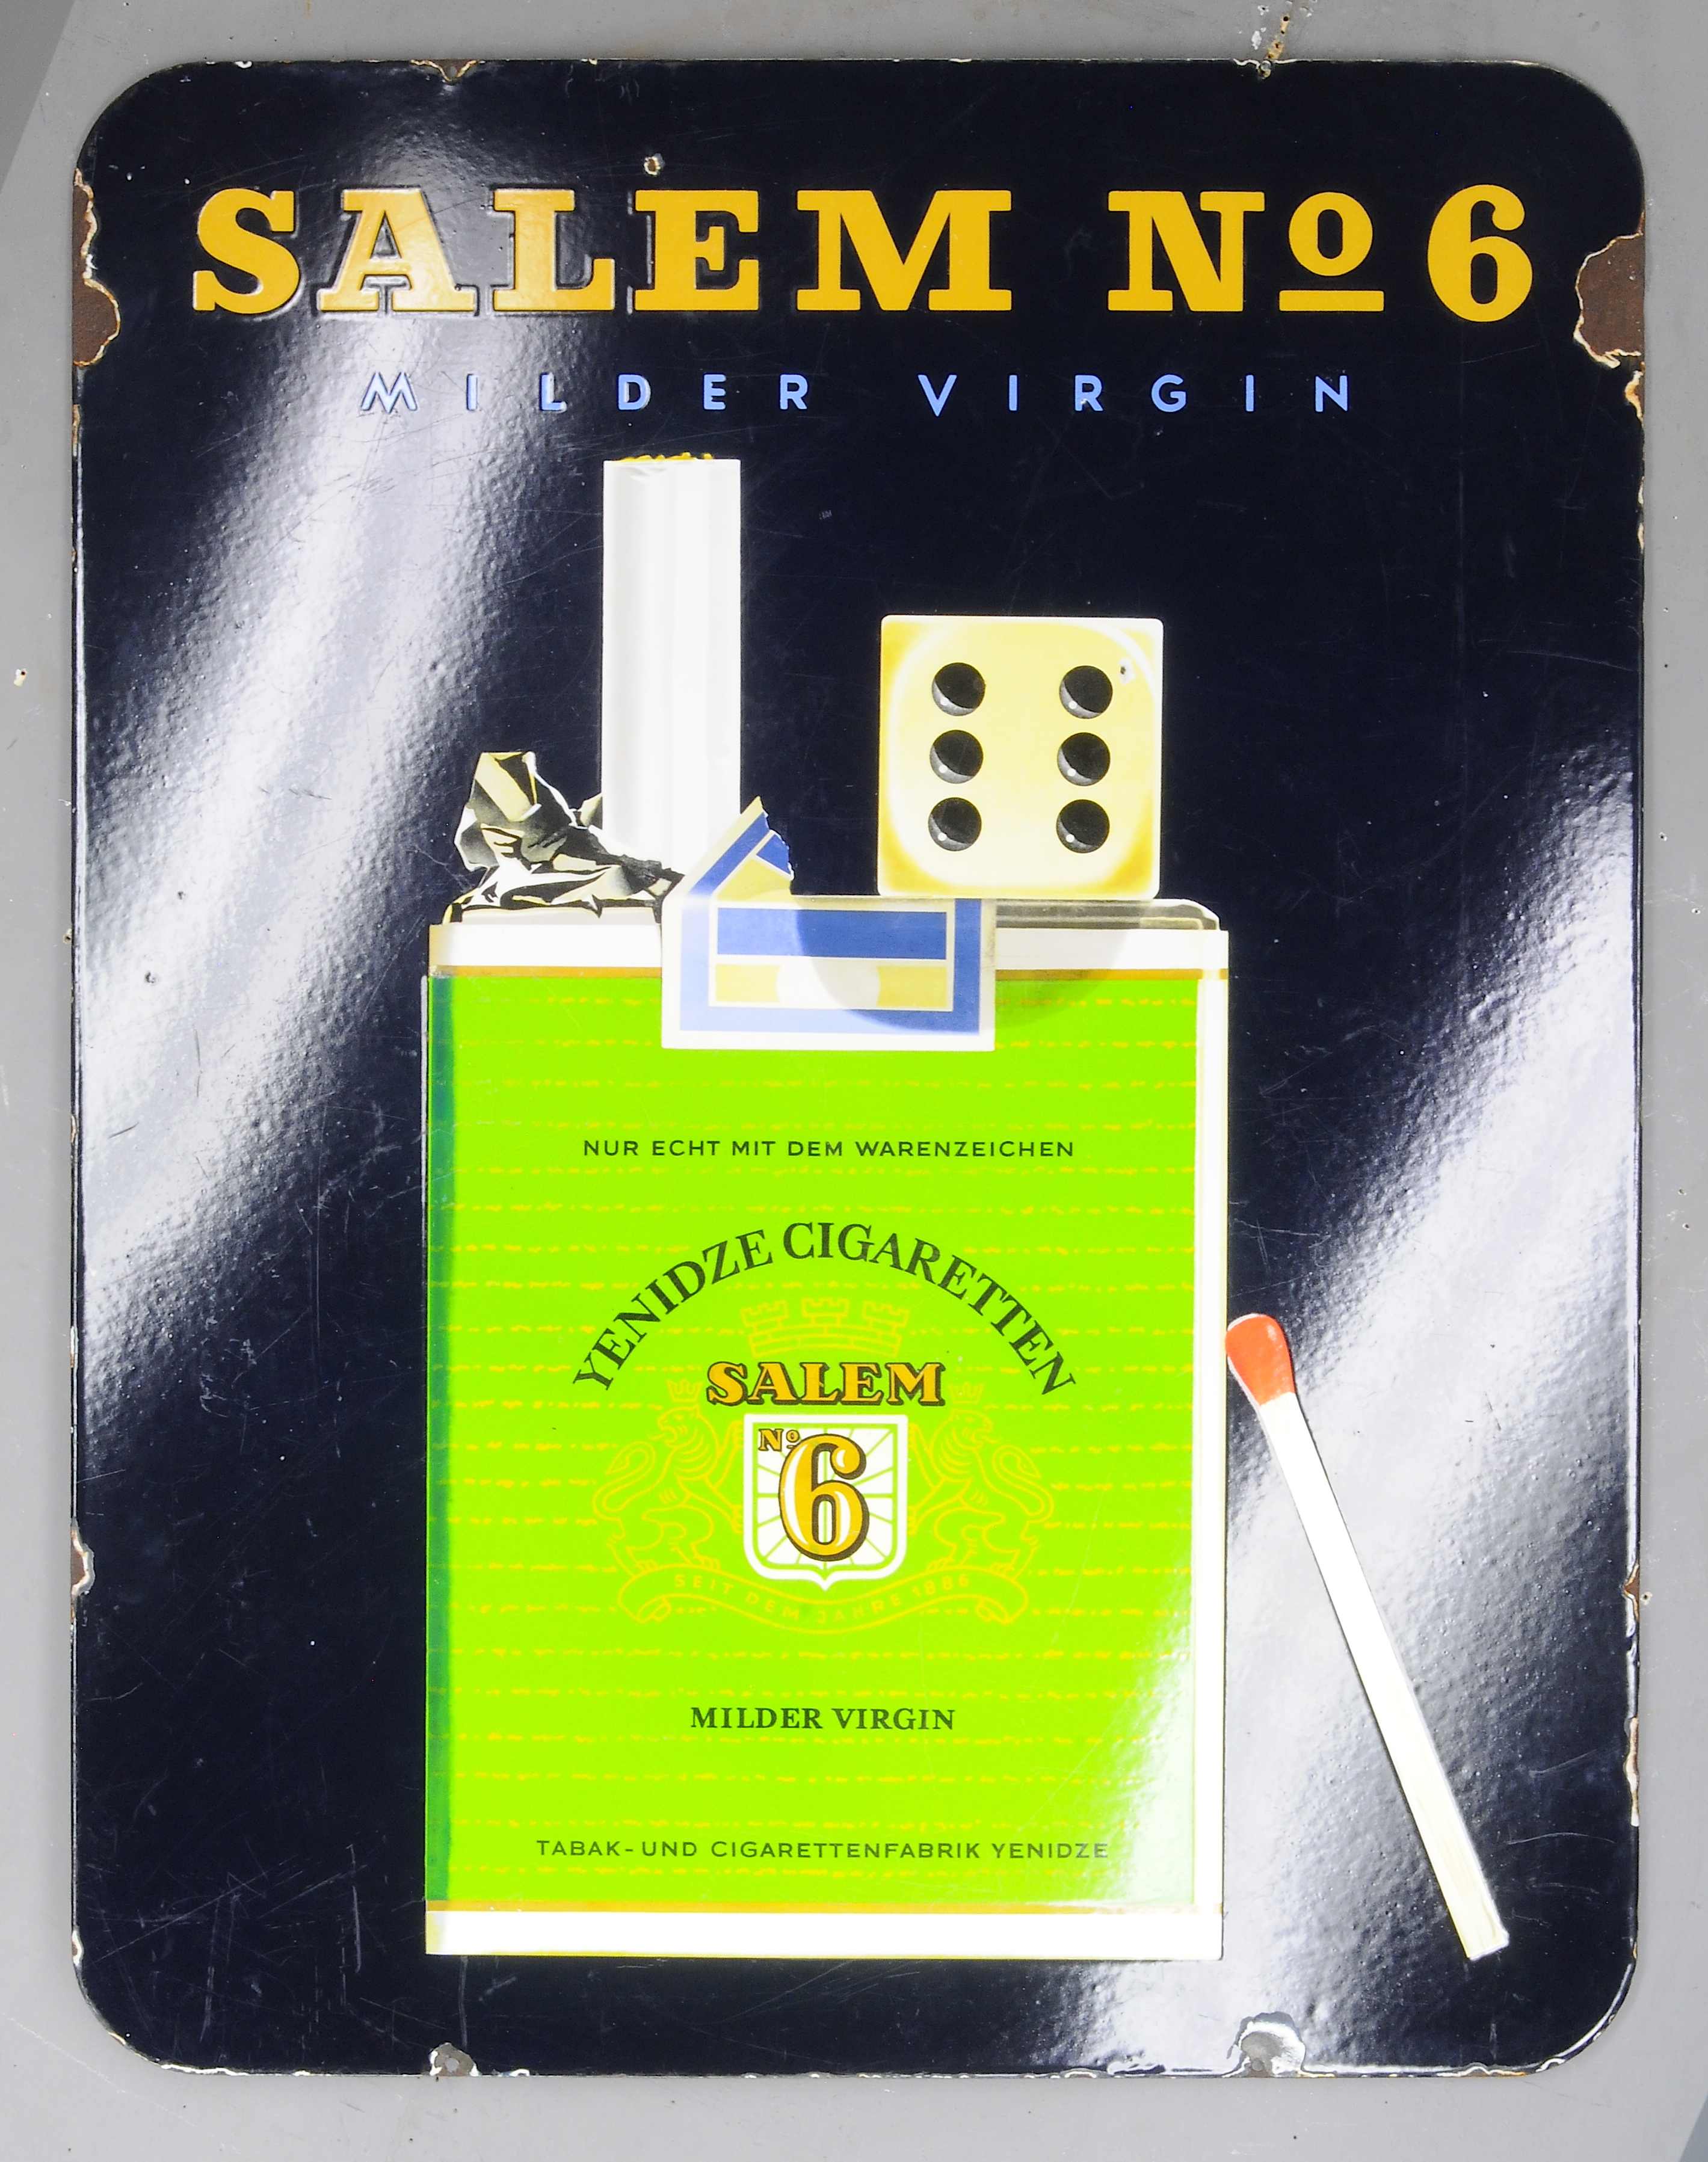 SALEM No 6
MILDER VIRGIN
NUR ECHT MIT DEM WARENZEICHEN
YENIDZE CIGARETTEN
SALEM
No 6
SEIT DEM JAHRE 1886
MILDER VIRGIN
TABAK- UND CIGARETTENFABRIK YENIDZE